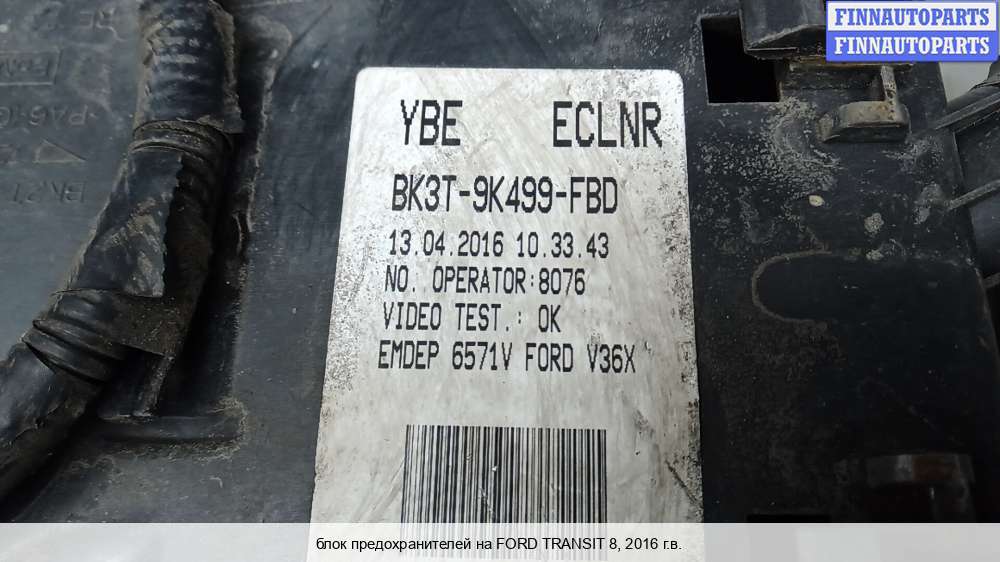 FINNAUTOPARTS
FINNAUTOPARTS
YBE ECLNR
BK3T-9K499-FBD
13.04.2016 10.33.43
NO. OPERATOR:8076
VIDEO TEST.: OK
EMDEP 6571V FORD V36X
блок предохранителей на FORD TRANSIT 8, 2016 г.в.